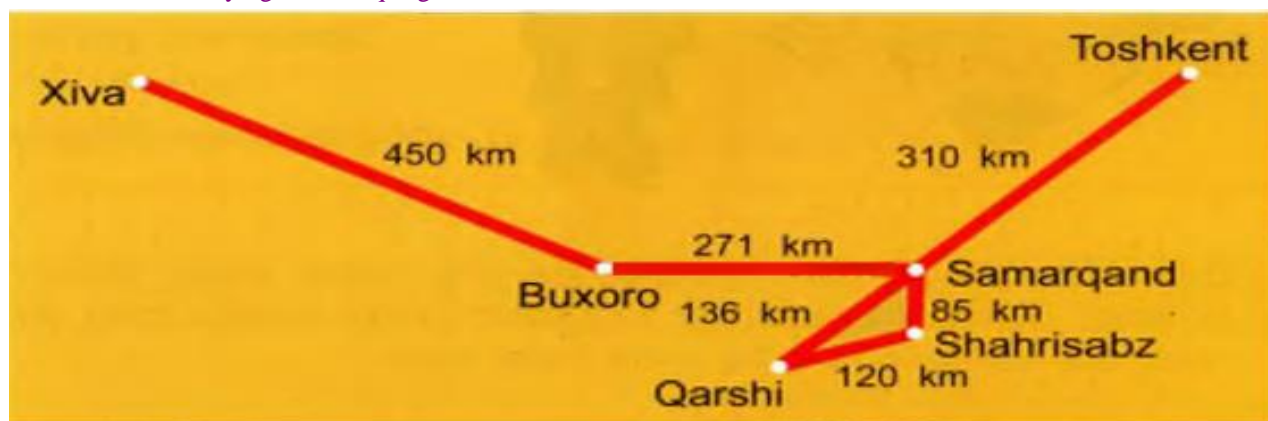 Toshkent
Xiva
450 km
310 km
271 km
Samarqand
Buxoro
136 km
85 km
Shahrisabz
120 km
Qarshi